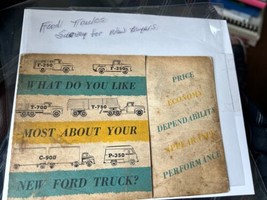 Ford Trucks
Survey for New Buyers
F-250
T-350
WHAT DO YOU LIKE
T-700
T-750
MOST ABOUT YOUR
C-900
P-350
NEW FORD TRUCK?
PRICE
ECONOMY
DEPENDABILITY
APPEARANCE
PERFORMANCE